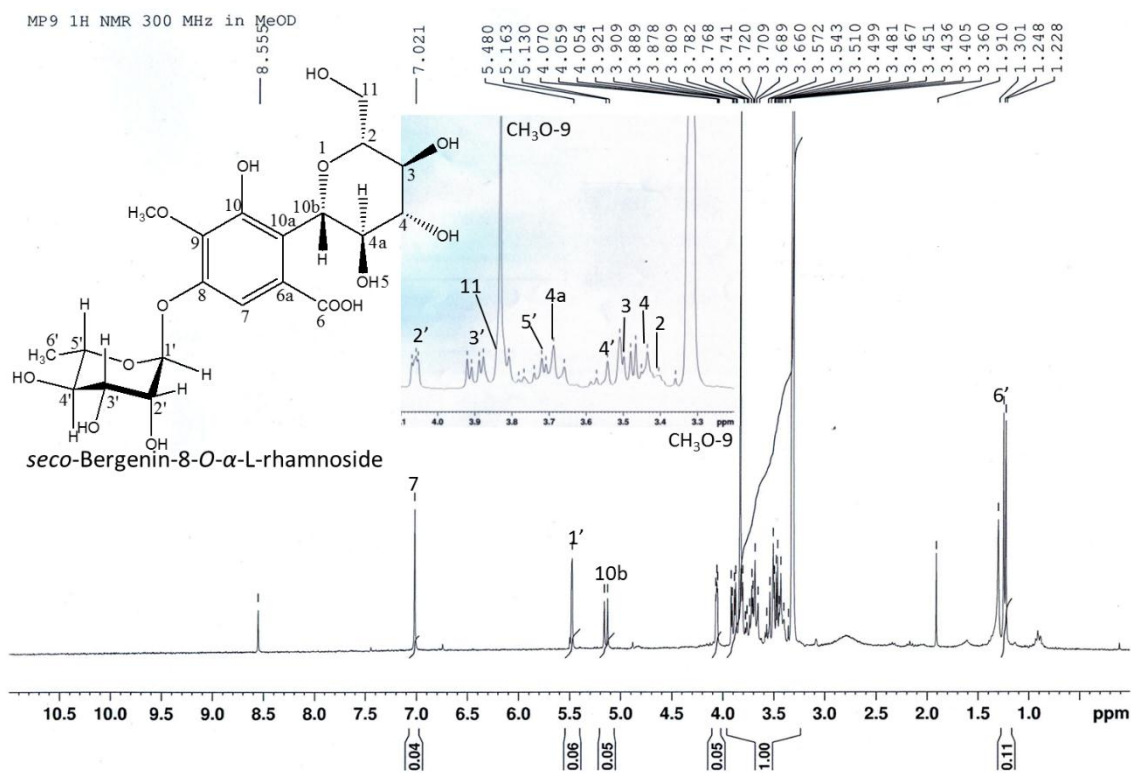 MP9 1H NMR 300 MHz in MeOD
8.555
7.021
5.480
5.163
5.130
4.070
4.059
4.054
3.921
3.909
3.889
3.878
3.809
3.782
3.768
3.741
3.720
3.709
3.689
3.660
3.572
3.543
3.510
3.499
3.481
3.467
3.451
3.436
3.405
3.360
1.910
1.301
1.248
1.228
HO
11
2
1
OH
3
OH
10
H
10b
4
H3CO
9
10a
4a
OH
H
OH5
8
6a
7
COOH
6
O
H
6'
H3C
5'
H
O
1'
H
HO
4'
3'
H
2'
H
HO
OH
seco-Bergenin-8-O-α-L-rhamnoside
CH3O-9
2'
3'
11
5'
4a
4'
3
4
2
4.0 3.9 3.8 3.7 3.6 3.5 3.4 3.3 ppm
CH3O-9
7
1'
10b
6'
10.5 10.0 9.5 9.0 8.5 8.0 7.5 7.0 6.5 6.0 5.5 5.0 4.5 4.0 3.5 3.0 2.5 2.0 1.5 1.0 ppm
0.04
0.06
0.05
0.05
1.00
0.11